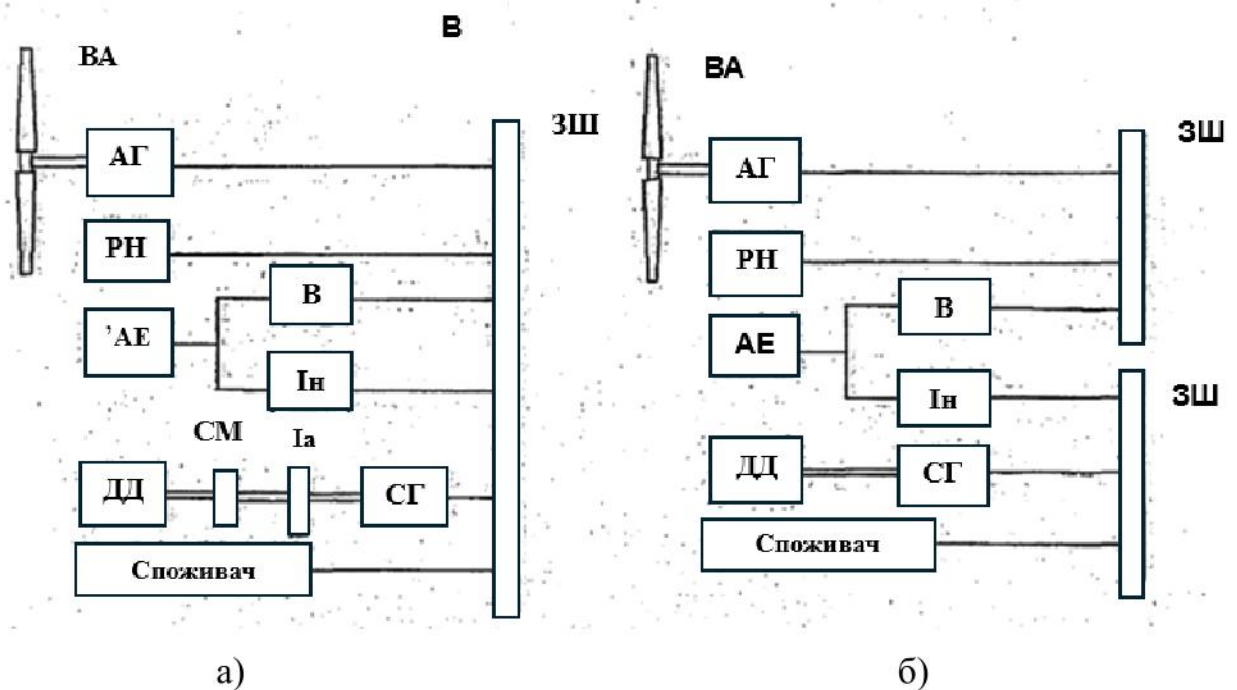 В
ВА
ЗШ
АГ
РН
В
'АЕ
Ін
СМ
Іа
ДД
СГ
Споживач
а)
ВА
ЗШ
АГ
РН
В
АЕ
Ін
ЗШ
ДД
СГ
Споживач
б)